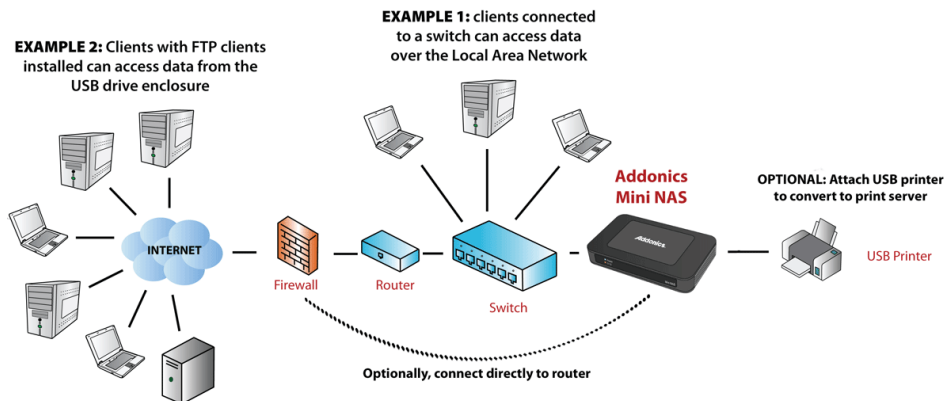 EXAMPLE 2: Clients with FTP clients
installed can access data from the
USB drive enclosure
EXAMPLE 1: clients connected
to a switch can access data
over the Local Area Network
Addonics
Mini NAS
OPTIONAL: Attach USB printer
to convert to print server
INTERNET
Addonics
Firewall
Router
Switch
USB Printer
Optionally, connect directly to router